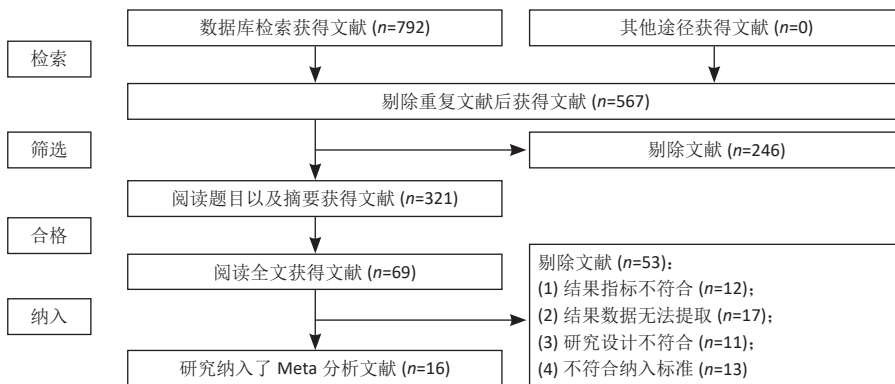 数据库检索获得文献 (n=792)
其他途径获得文献 (n=0)
检索
剔除重复文献后获得文献 (n=567)
筛选
剔除文献 (n=246)
阅读题目以及摘要获得文献 (n=321)
合格
阅读全文获得文献 (n=69)
剔除文献 (n=53)：
(1) 结果指标不符合 (n=12)；
(2) 结果数据无法提取 (n=17)；
(3) 研究设计不符合 (n=11)；
(4) 不符合纳入标准 (n=13)
纳入
研究纳入了 Meta 分析文献 (n=16)